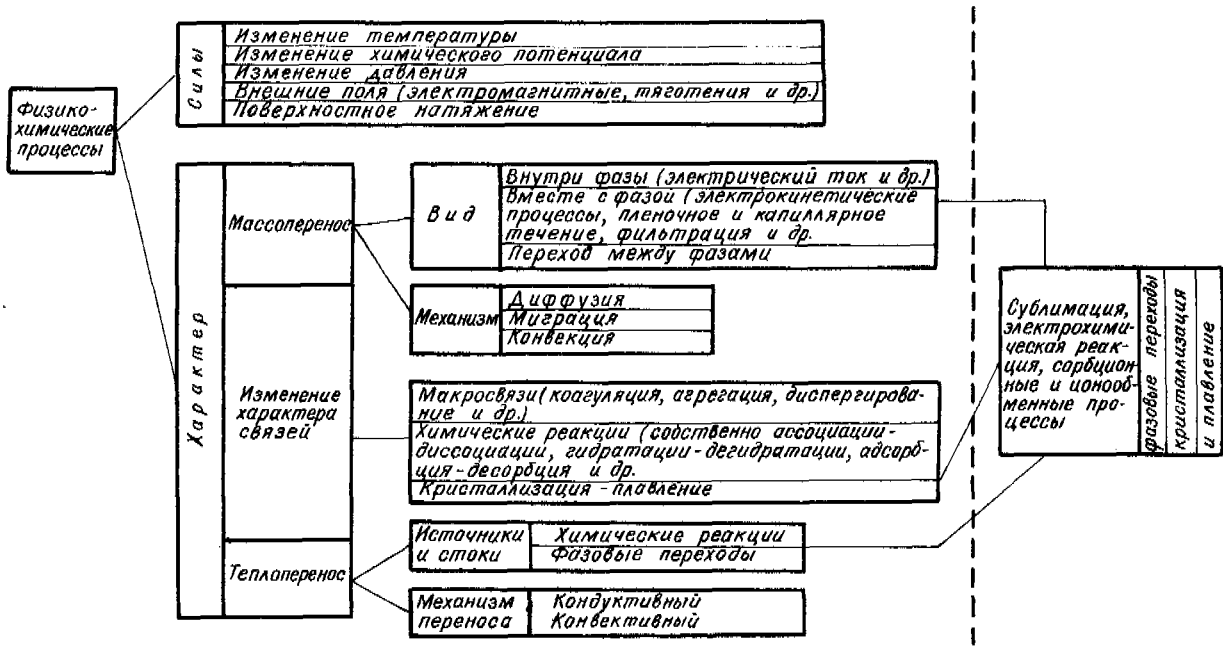 Физико-
химические
процессы
Силы
Изменение температуры
Изменение химического потенциала
Изменение давления
Внешние поля (электромагнитные, тяготения и др.)
Поверхностное натяжение
Характер
Массоперенос
Вид
Внутри фазы (электрический ток и др.)
Вместе с фазой (электрокинетические
процессы, пленочное и капиллярное
течение, фильтрация и др.
Переход между фазами
Механизм
Диффузия
Миграция
Конвекция
Изменение
характера
связей
Макросвязи (коагуляция, агрегация, диспергирова-
ние и др.)
Химические реакции (собственно ассоциации-
диссоциации, гидратации-дегидратации, адсорб-
ция-десорбция и др.
Кристаллизация - плавление
Теплоперенос
Источники
и стоки
Химические реакции
Фазовые переходы
Механизм
переноса
Кондуктивный
Конвективный
Сублимация,
электрохими-
ческая реак-
ция, сорбцион-
ные и ионооб-
менные про-
цессы
фазовые переходы
кристаллизация
и плавление